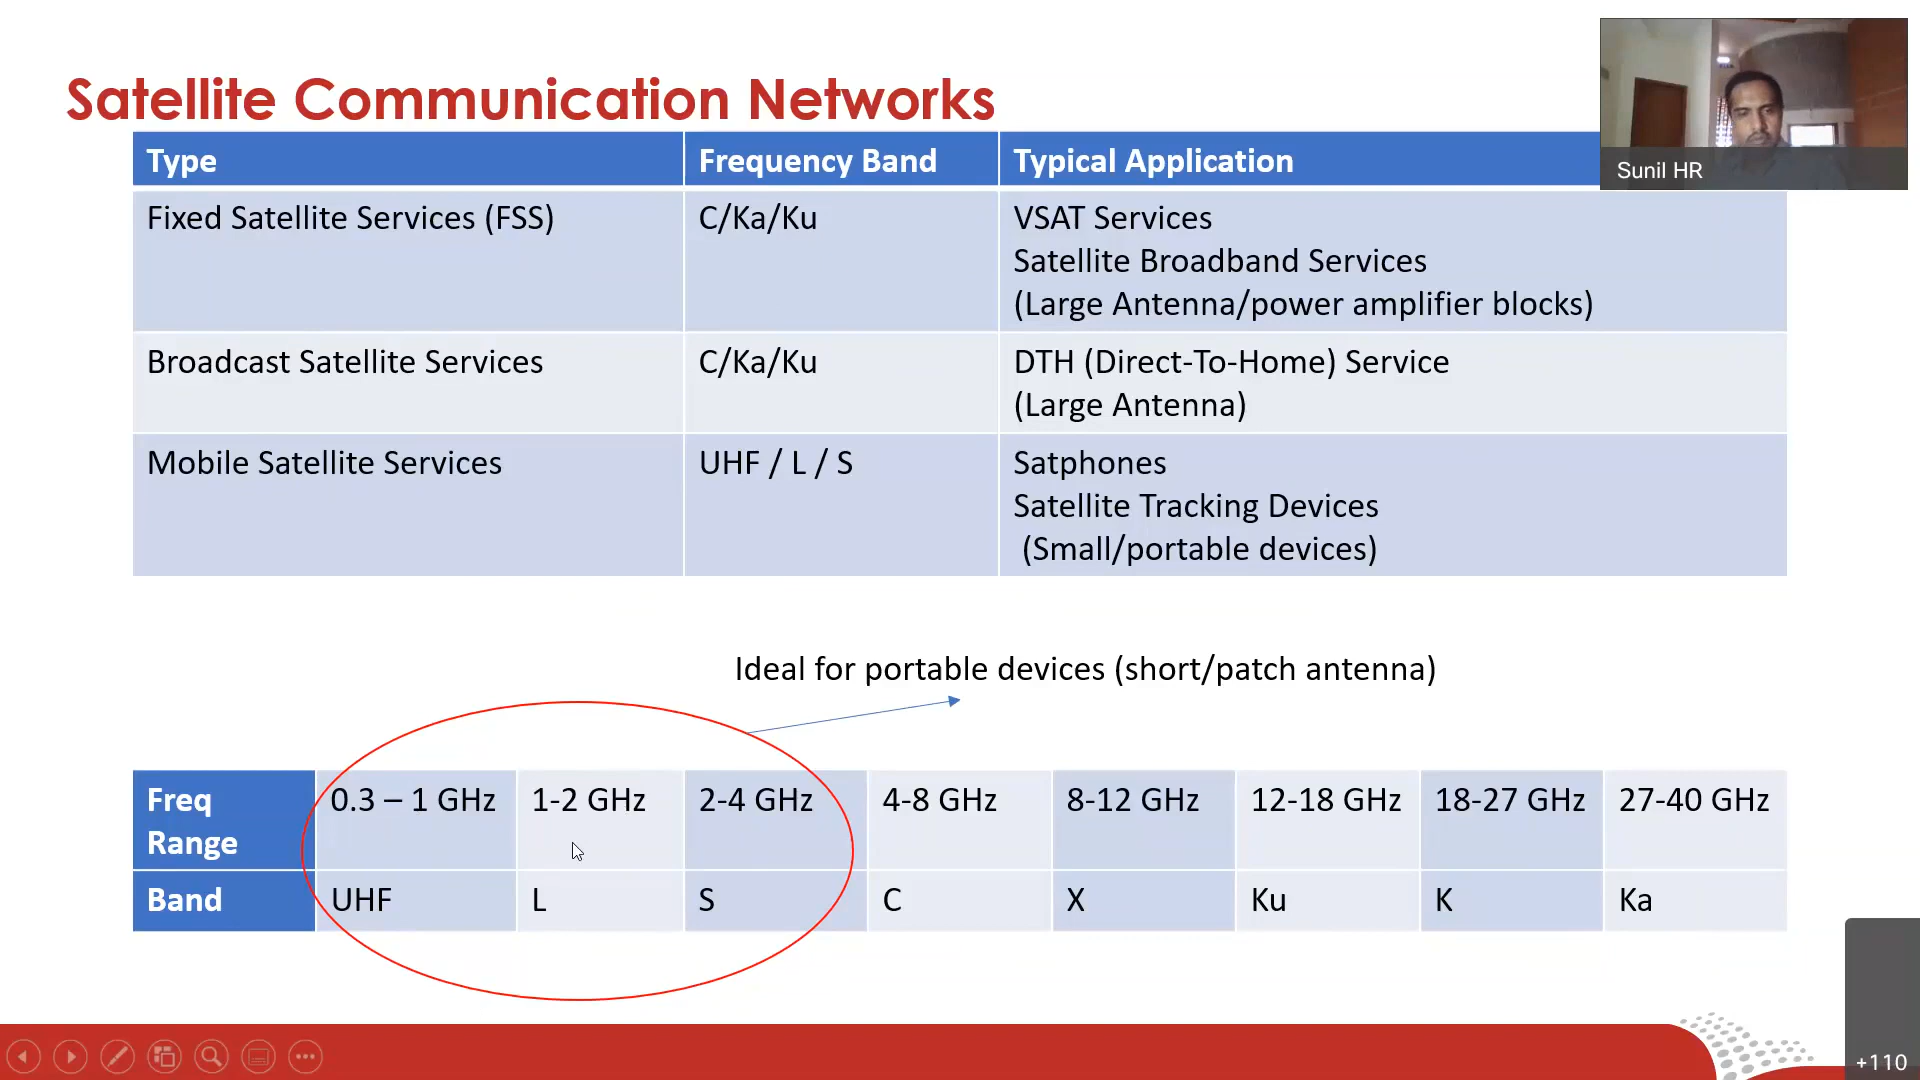 Satellite Communication Networks
Sunil HR
Type Frequency Band Typical Application
Fixed Satellite Services (FSS) C/Ka/Ku VSAT Services
Satellite Broadband Services
(Large Antenna/power amplifier blocks)
Broadcast Satellite Services C/Ka/Ku DTH (Direct-To-Home) Service
(Large Antenna)
Mobile Satellite Services UHF / L / S Satphones
Satellite Tracking Devices
(Small/portable devices)
Ideal for portable devices (short/patch antenna)
Freq 0.3 – 1 GHz 1-2 GHz 2-4 GHz 4-8 GHz 8-12 GHz 12-18 GHz 18-27 GHz 27-40 GHz
Range
Band UHF L S C X Ku K Ka
+110